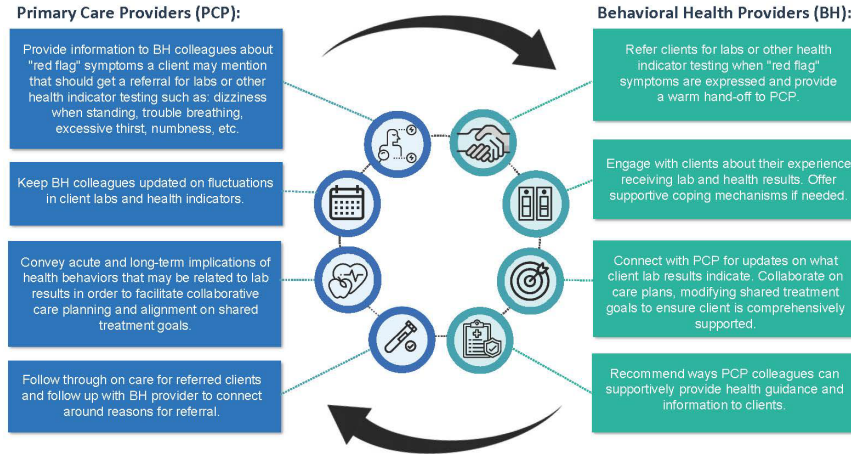 Primary Care Providers (PCP):
Provide information to BH colleagues about
"red flag" symptoms a client may mention
that should get a referral for labs or other
health indicator testing such as: dizziness
when standing, trouble breathing,
excessive thirst, numbness, etc.
Keep BH colleagues updated on fluctuations
in client labs and health indicators.
Convey acute and long-term implications of
health behaviors that may be related to lab
results in order to facilitate collaborative
care planning and alignment on shared
treatment goals.
Follow through on care for referred clients
and follow up with BH provider to connect
around reasons for referral.
Behavioral Health Providers (BH):
Refer clients for labs or other health
indicator testing when "red flag"
symptoms are expressed and provide
a warm hand-off to PCP.
Engage with clients about their experience
receiving lab and health results. Offer
supportive coping mechanisms if needed.
Connect with PCP for updates on what
client lab results indicate. Collaborate on
care plans, modifying shared treatment
goals to ensure client is comprehensively
supported.
Recommend ways PCP colleagues can
supportively provide health guidance and
information to clients.